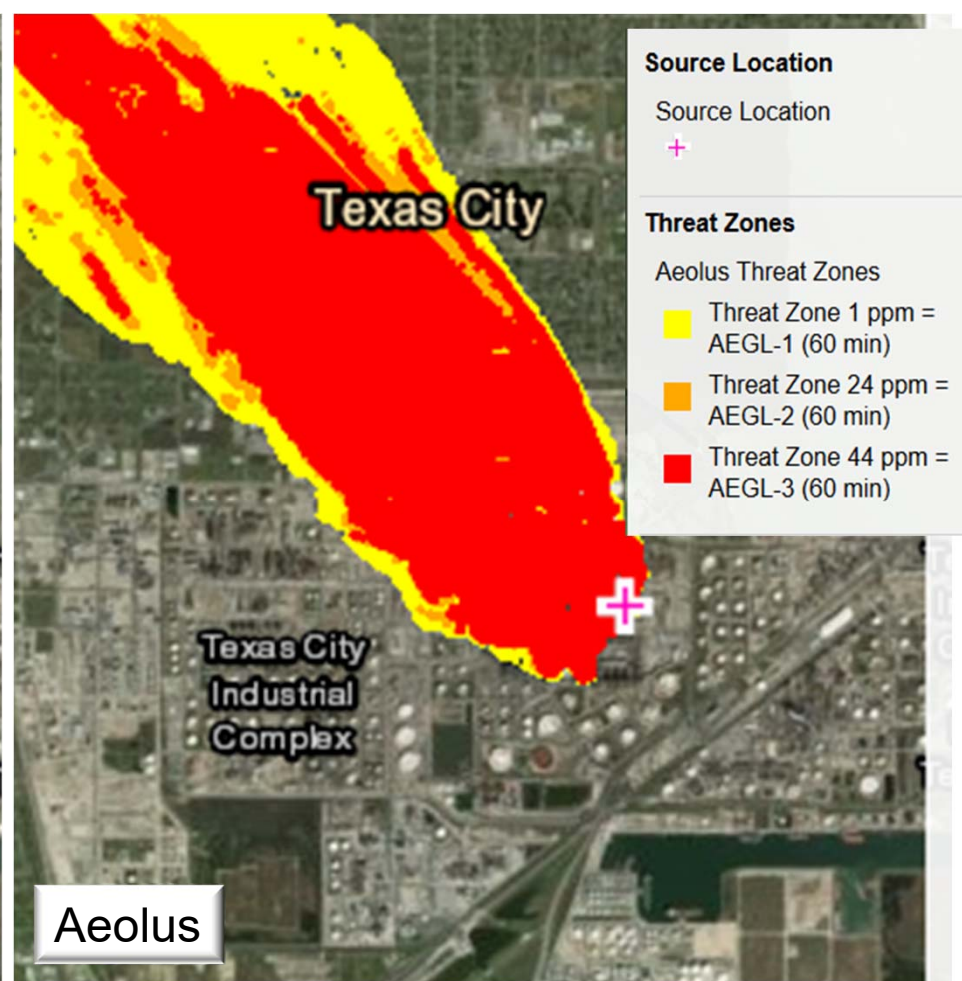 Source Location
Source Location
Threat Zones
Aeolus Threat Zones
Threat Zone 1 ppm =
AEGL-1 (60 min)
Threat Zone 24 ppm =
AEGL-2 (60 min)
Threat Zone 44 ppm =
AEGL-3 (60 min)
Texas City
Texas City
Industrial
Complex
Aeolus